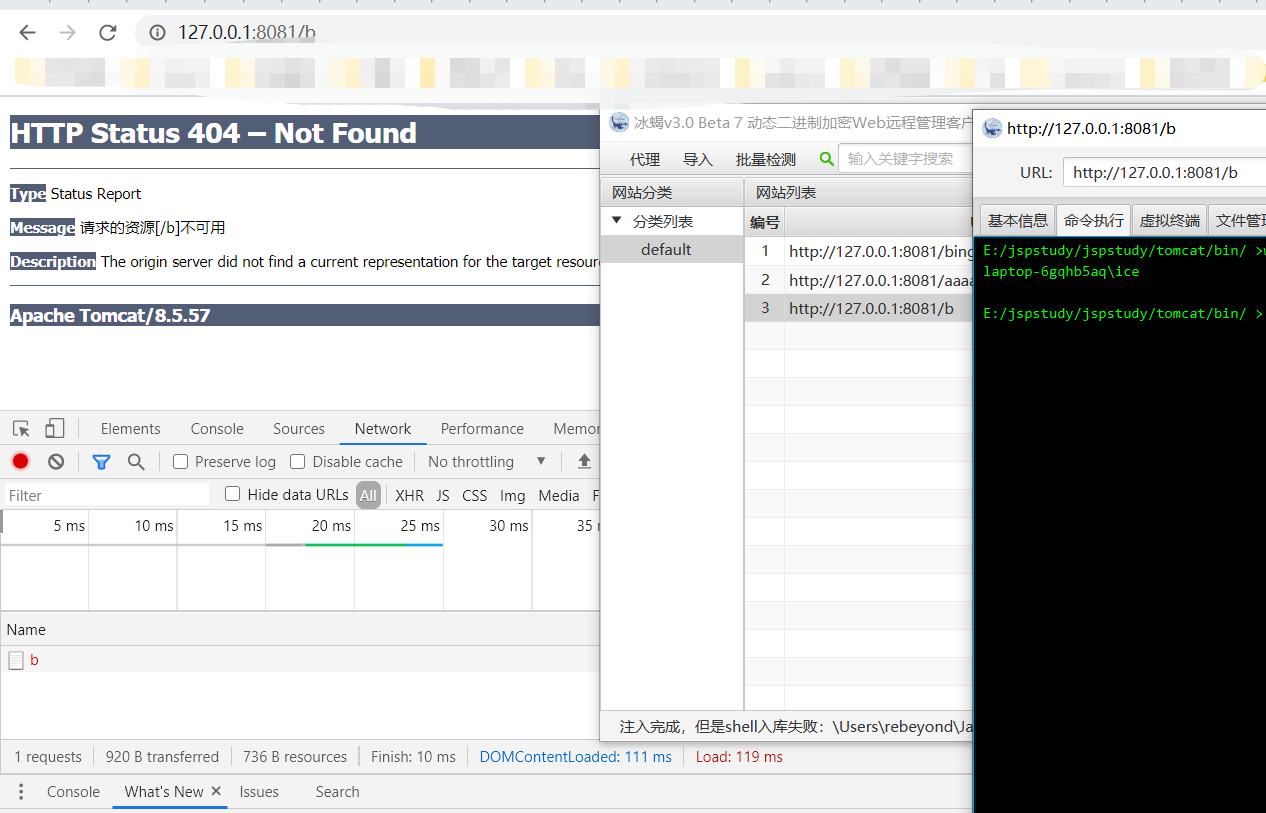 127.0.0.1:8081/b
HTTP Status 404 – Not Found
Type Status Report
Message 请求的资源[/b]不可用
Description The origin server did not find a current representation for the target
Apache Tomcat/8.5.57
Elements Console Sources Network Performance
Preserve log Disable cache No throttling
Filter Hide data URLs All XHR JS CSS Img Media
5 ms 10 ms 15 ms 20 ms 25 ms 30 ms 35
Name
b
1 requests 920 B transferred 736 B resources Finish: 10 ms DOMContentLoaded: 111 ms Load: 119 ms
Console What's New Issues Search
冰蝎v3.0 Beta 7 动态二进制加密Web远程管理客户
代理 导入 批量检测 输入关键字搜索
网站分类 网站列表
分类列表 编号
default
1 http://127.0.0.1:8081/bing
2 http://127.0.0.1:8081/aaaa
3 http://127.0.0.1:8081/b
注入完成，但是shell入库失败：\Users\rebeyond\Ja
http://127.0.0.1:8081/b
URL: http://127.0.0.1:8081/b
基本信息 命令执行 虚拟终端 文件管理
E:/jspstudy/jspstudy/tomcat/bin/ >
laptop-6gqhb5aq\ice
E:/jspstudy/jspstudy/tomcat/bin/ >